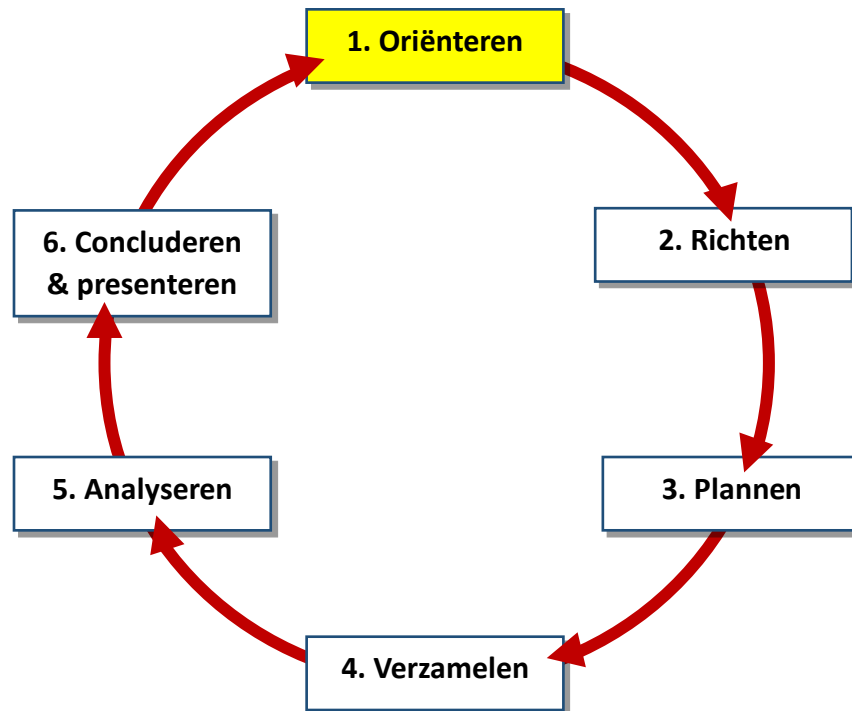 1. Oriënteren
2. Richten
3. Plannen
4. Verzamelen
5. Analyseren
6. Concluderen
& presenteren